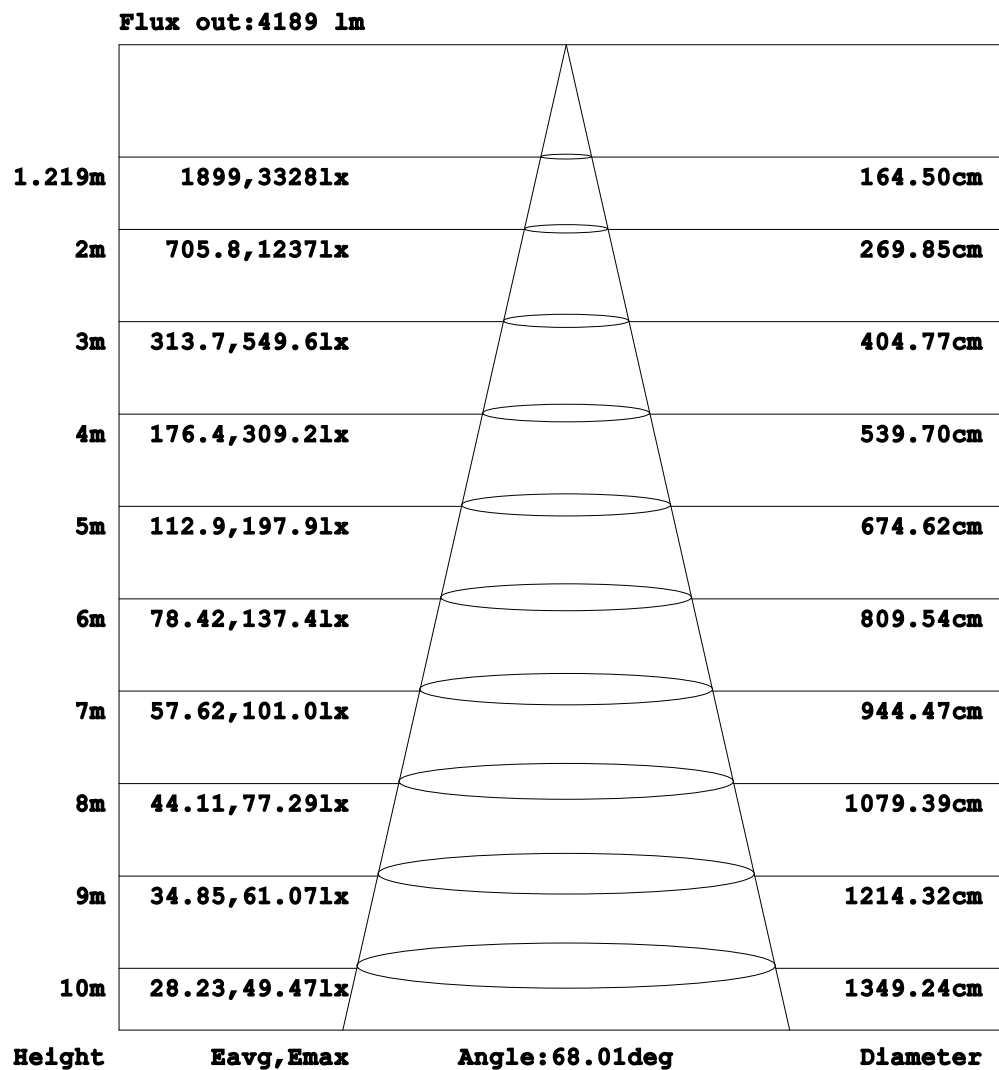 Flux out:4189 lm
1.219m 1899,3328lx 164.50cm
2m 705.8,1237lx 269.85cm
3m 313.7,549.6lx 404.77cm
4m 176.4,309.2lx 539.70cm
5m 112.9,197.9lx 674.62cm
6m 78.42,137.4lx 809.54cm
7m 57.62,101.0lx 944.47cm
8m 44.11,77.29lx 1079.39cm
9m 34.85,61.07lx 1214.32cm
10m 28.23,49.47lx 1349.24cm
Height Eavg,Emax Angle:68.01deg Diameter